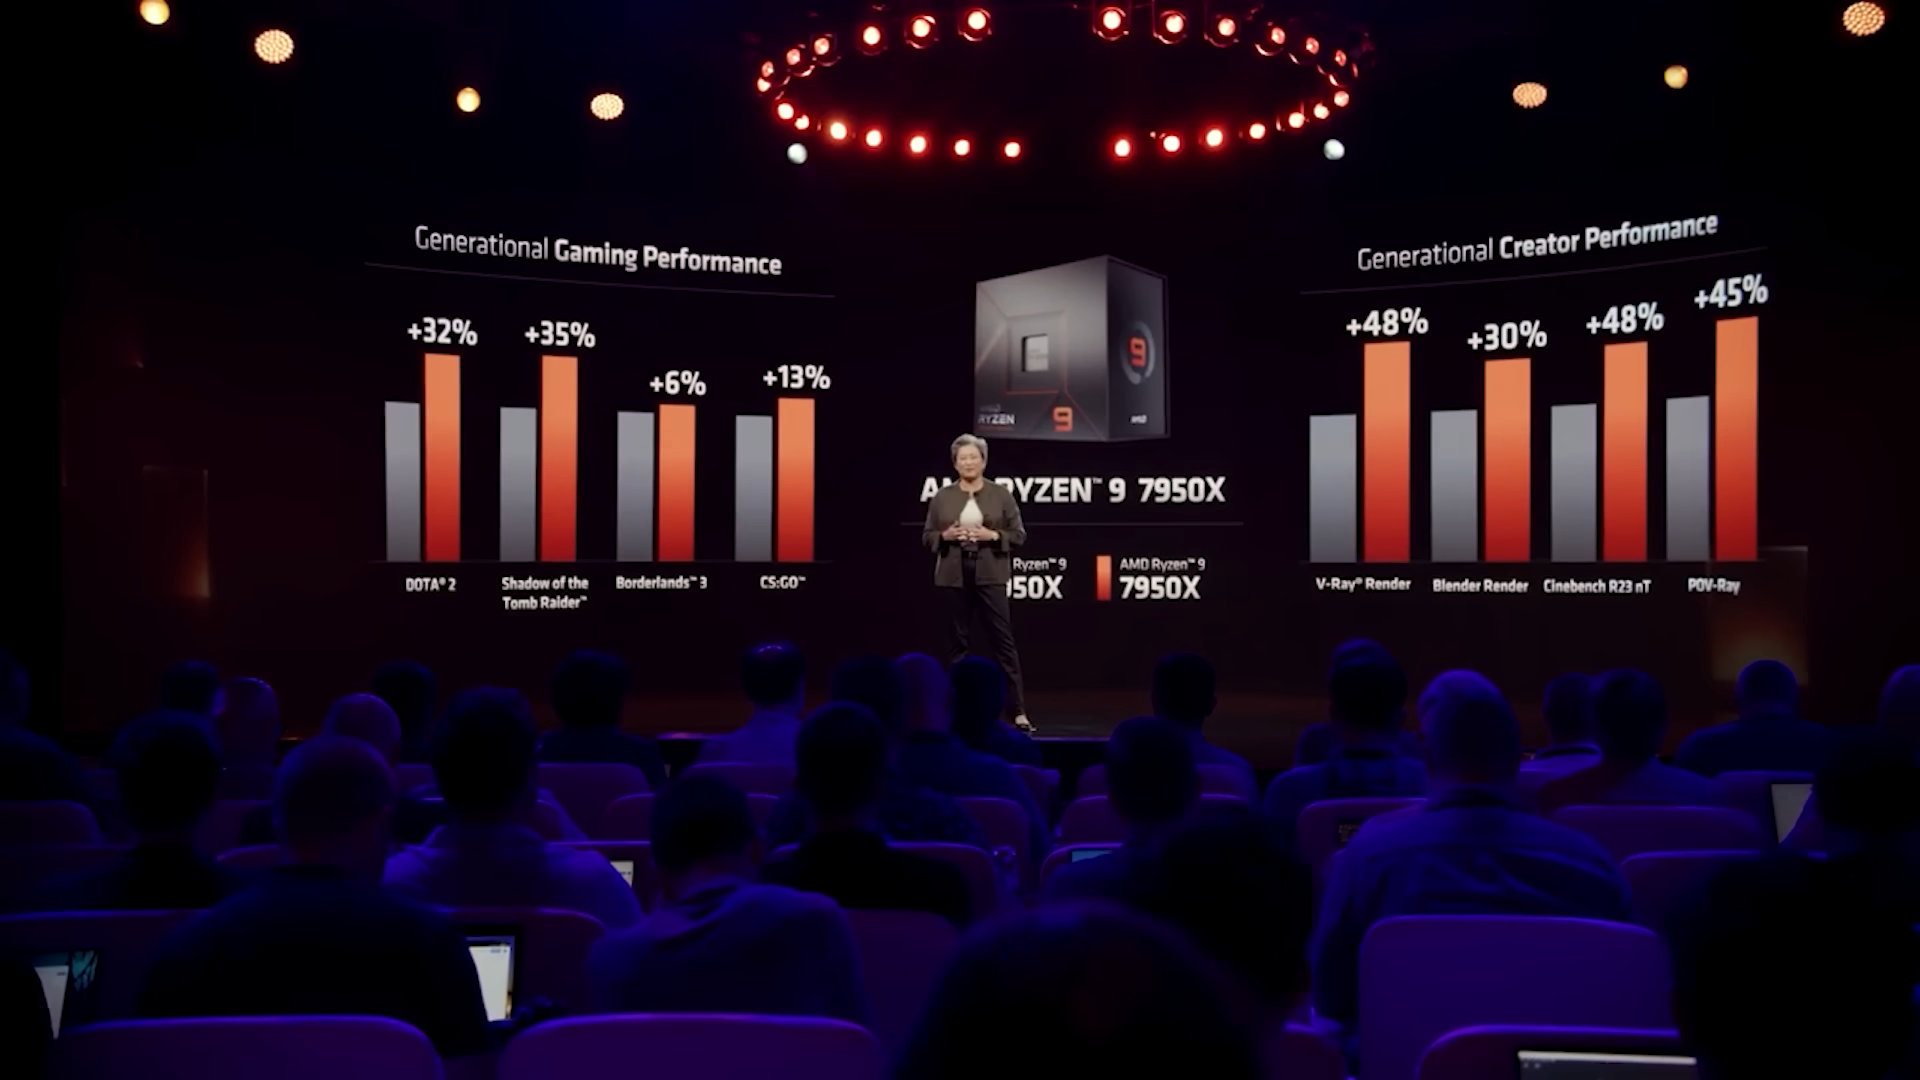 Generational Gaming Performance
+32%
+35%
+6%
+13%
DOTA® 2
Shadow of the
Tomb Raider™
Borderlands™ 3
CS:GO™
9
RYZEN
9
AMD
RYZEN™ 9 7950X
Ryzen™ 9
950X
AMD Ryzen™ 9
7950X
Generational Creator Performance
+48%
+30%
+48%
+45%
V-Ray® Render
Blender Render
Cinebench R23 nT
POV-Ray